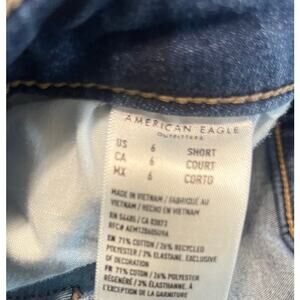 AMERICAN EAGLE
OUTFITTERS
US 6 SHORT
CA 6 COURT
MX 6 CORTO
MADE IN VIETNAM / FABRIQUÉ AU
VIETNAM / HECHO EN VIETNAM
RN 54485 / CA 03873
EN 71% COTTON / 26% RECYCLED
POLYESTER / 3% ELASTANE. EXCLUSIVE
OF DECORATION
FR 71% COTON / 26% POLYESTER
RÉGÉNÉRÉ / 3% ÉLASTHANNE. À
L'EXCEPTION DE LA GARNITURE